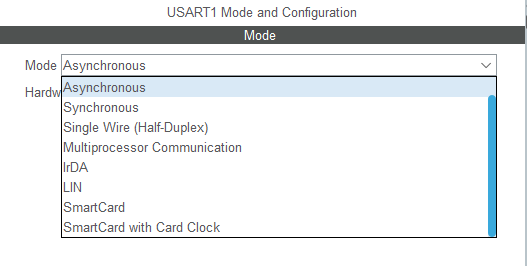 USART1 Mode and Configuration
Mode
Mode Asynchronous
Hardw
Asynchronous
Synchronous
Single Wire (Half-Duplex)
Multiprocessor Communication
IrDA
LIN
SmartCard
SmartCard with Card Clock